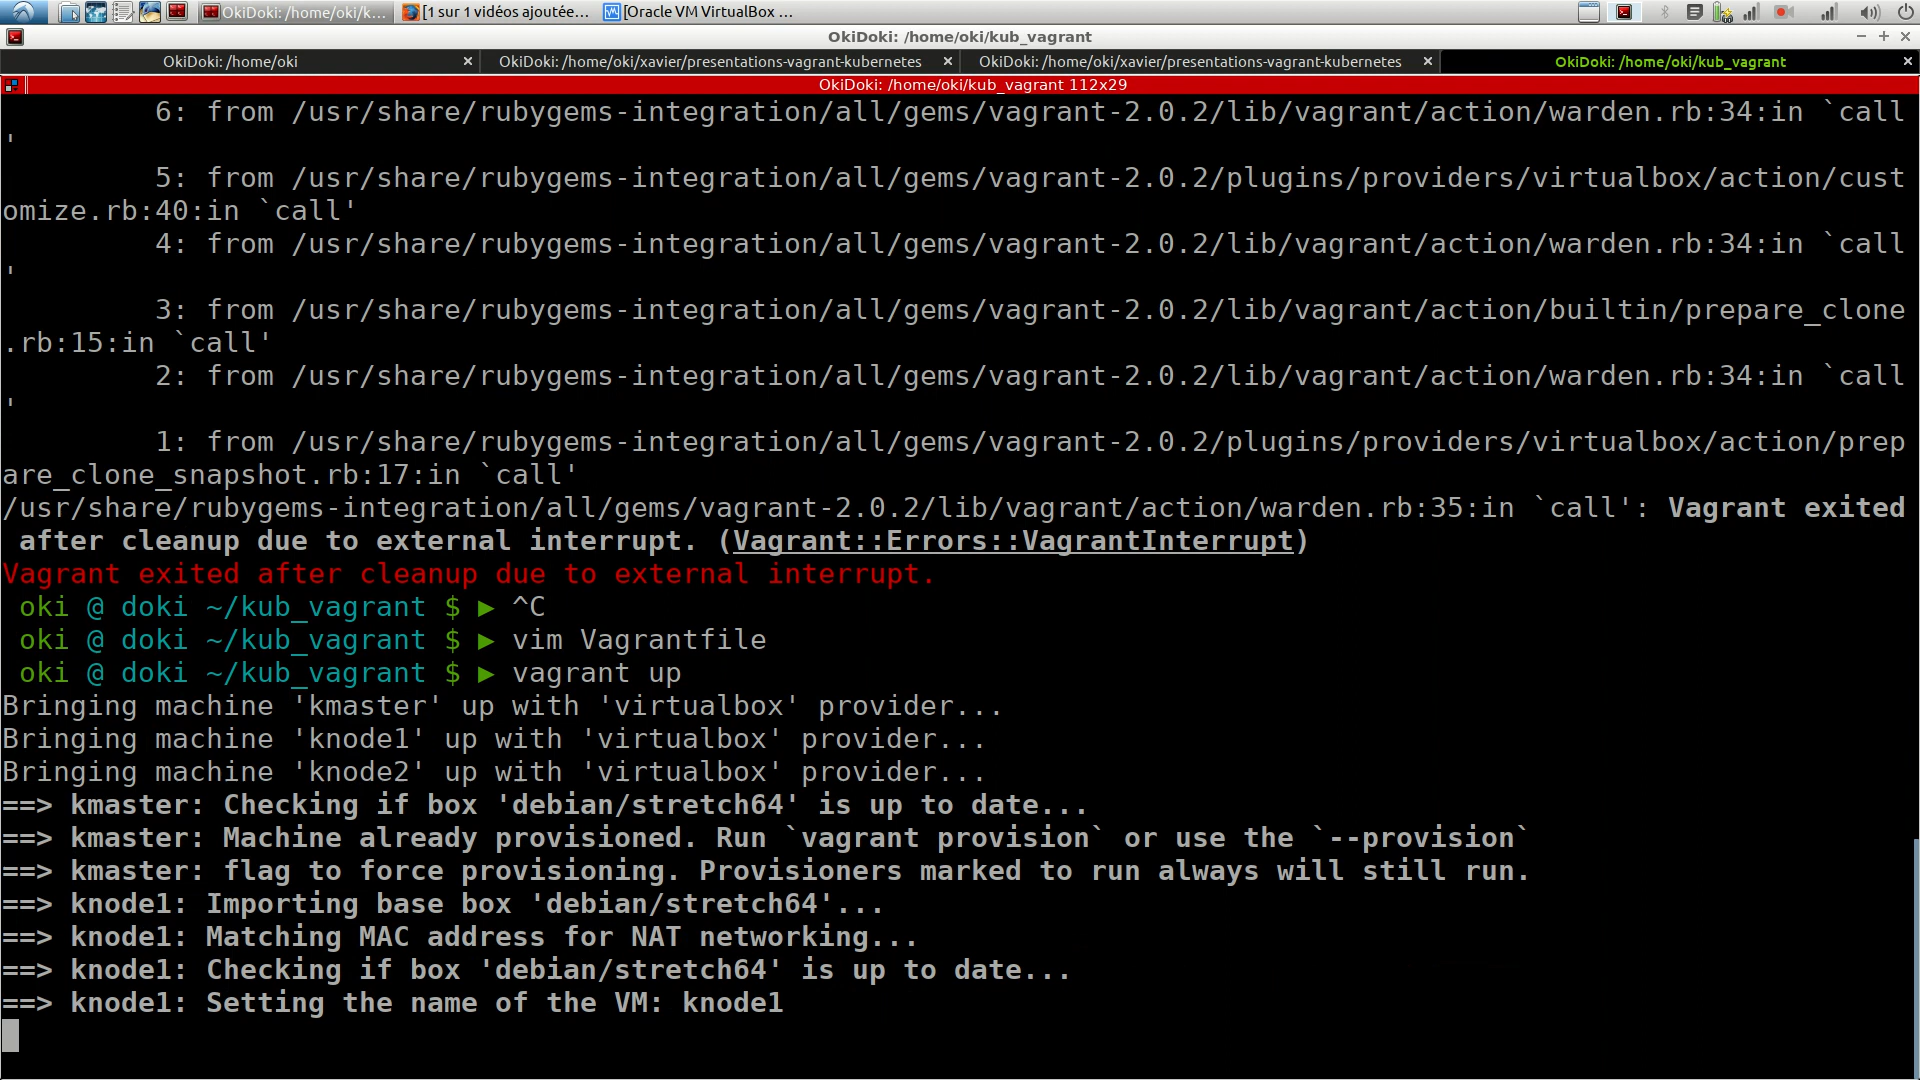 OkiDoki: /home/oki/k... [1 sur 1 vidéos ajoutée... [Oracle VM VirtualBox ...
OkiDoki: /home/oki/kub_vagrant
OkiDoki: /home/oki OkiDoki: /home/oki/xavier/presentations-vagrant-kubernetes OkiDoki: /home/oki/xavier/presentations-vagrant-kubernetes OkiDoki: /home/oki/kub_vagrant
OkiDoki: /home/oki/kub_vagrant 112x29
6: from /usr/share/rubygems-integration/all/gems/vagrant-2.0.2/lib/vagrant/action/warden.rb:34:in `call
'
5: from /usr/share/rubygems-integration/all/gems/vagrant-2.0.2/plugins/providers/virtualbox/action/cust
omize.rb:40:in `call'
4: from /usr/share/rubygems-integration/all/gems/vagrant-2.0.2/lib/vagrant/action/warden.rb:34:in `call
'
3: from /usr/share/rubygems-integration/all/gems/vagrant-2.0.2/lib/vagrant/action/builtin/prepare_clone
.rb:15:in `call'
2: from /usr/share/rubygems-integration/all/gems/vagrant-2.0.2/lib/vagrant/action/warden.rb:34:in `call
'
1: from /usr/share/rubygems-integration/all/gems/vagrant-2.0.2/plugins/providers/virtualbox/action/prep
are_clone_snapshot.rb:17:in `call'
/usr/share/rubygems-integration/all/gems/vagrant-2.0.2/lib/vagrant/action/warden.rb:35:in `call': Vagrant exited
after cleanup due to external interrupt. (Vagrant::Errors::VagrantInterrupt)
Vagrant exited after cleanup due to external interrupt.
oki @ doki ~/kub_vagrant $ ▶ ^C
oki @ doki ~/kub_vagrant $ ▶ vim Vagrantfile
oki @ doki ~/kub_vagrant $ ▶ vagrant up
Bringing machine 'kmaster' up with 'virtualbox' provider...
Bringing machine 'knode1' up with 'virtualbox' provider...
Bringing machine 'knode2' up with 'virtualbox' provider...
==> kmaster: Checking if box 'debian/stretch64' is up to date...
==> kmaster: Machine already provisioned. Run `vagrant provision` or use the `--provision`
==> kmaster: flag to force provisioning. Provisioners marked to run always will still run.
==> knode1: Importing base box 'debian/stretch64'...
==> knode1: Matching MAC address for NAT networking...
==> knode1: Checking if box 'debian/stretch64' is up to date...
==> knode1: Setting the name of the VM: knode1